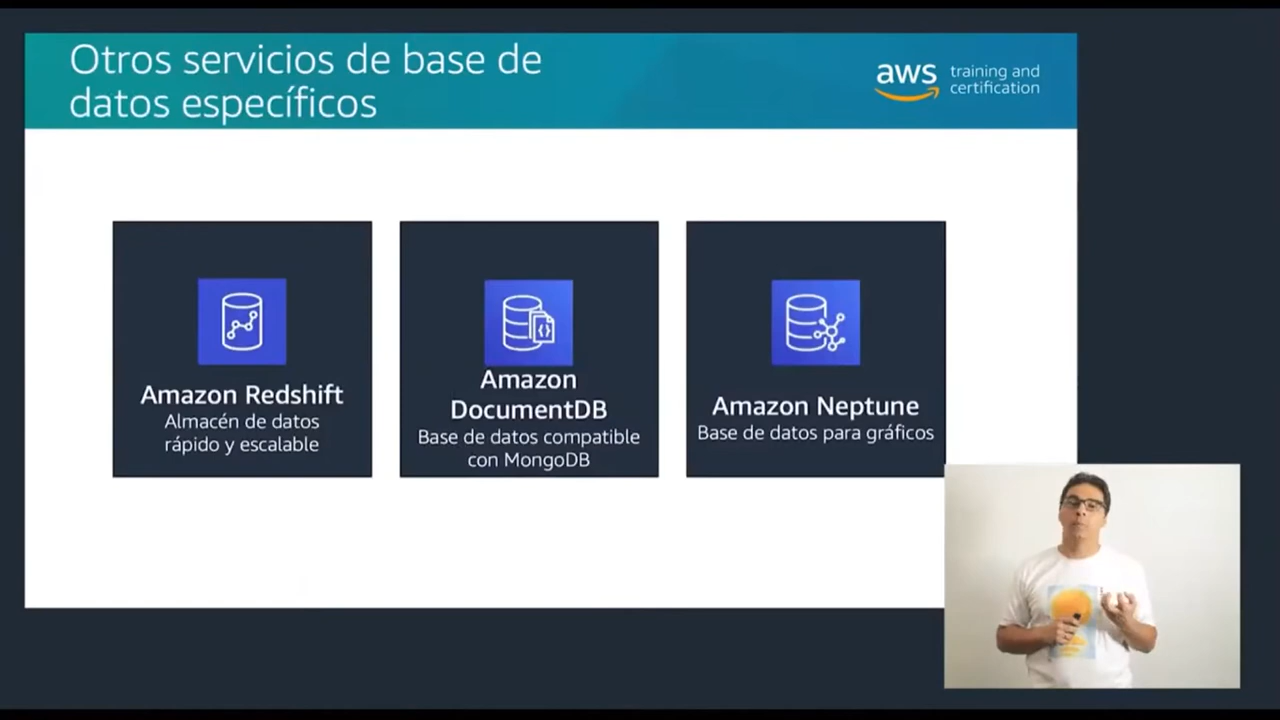 Otros servicios de base de
datos específicos
aws training and
certification
Amazon Redshift
Almacén de datos
rápido y escalable
Amazon
DocumentDB
Base de datos compatible
con MongoDB
Amazon Neptune
Base de datos para gráficos